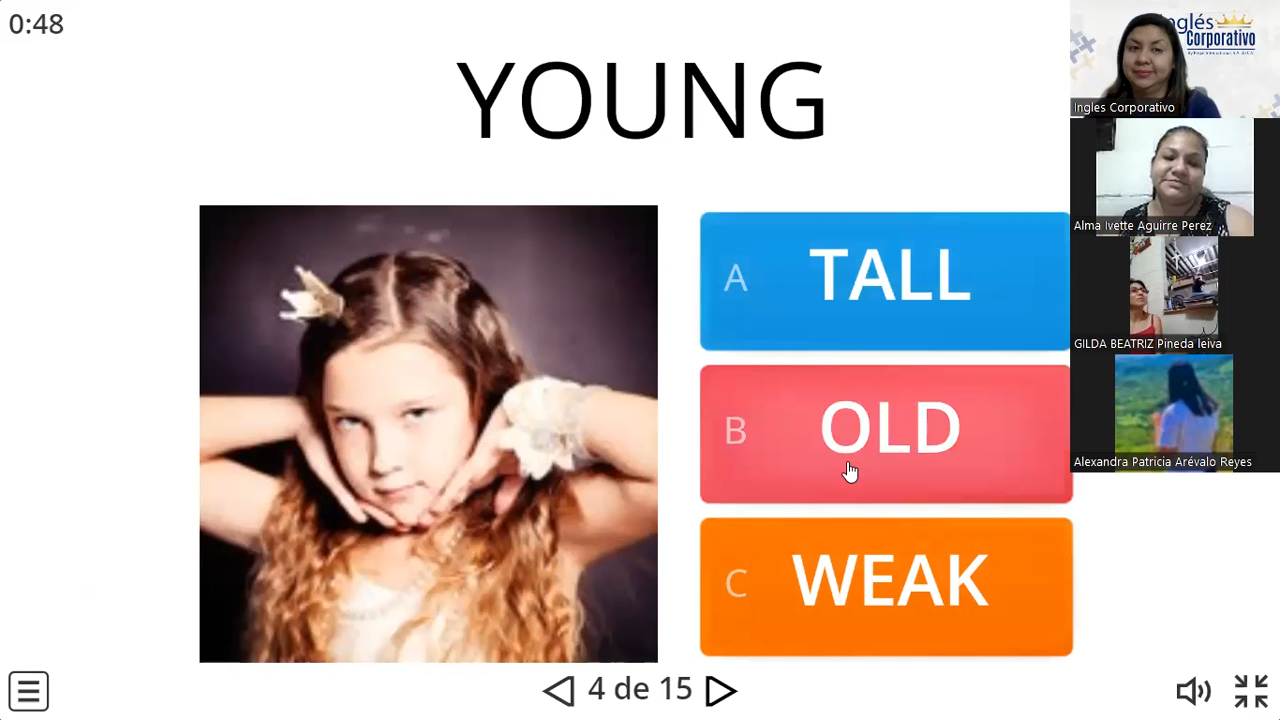 0:48
YOUNG
A TALL
B OLD
C WEAK
4 de 15
Inglés
Corporativo
Ingles Corporativo
Alma Ivette Aguirre Perez
GILDA BEATRIZ Pineda leiva
Alexandra Patricia Arévalo Reyes